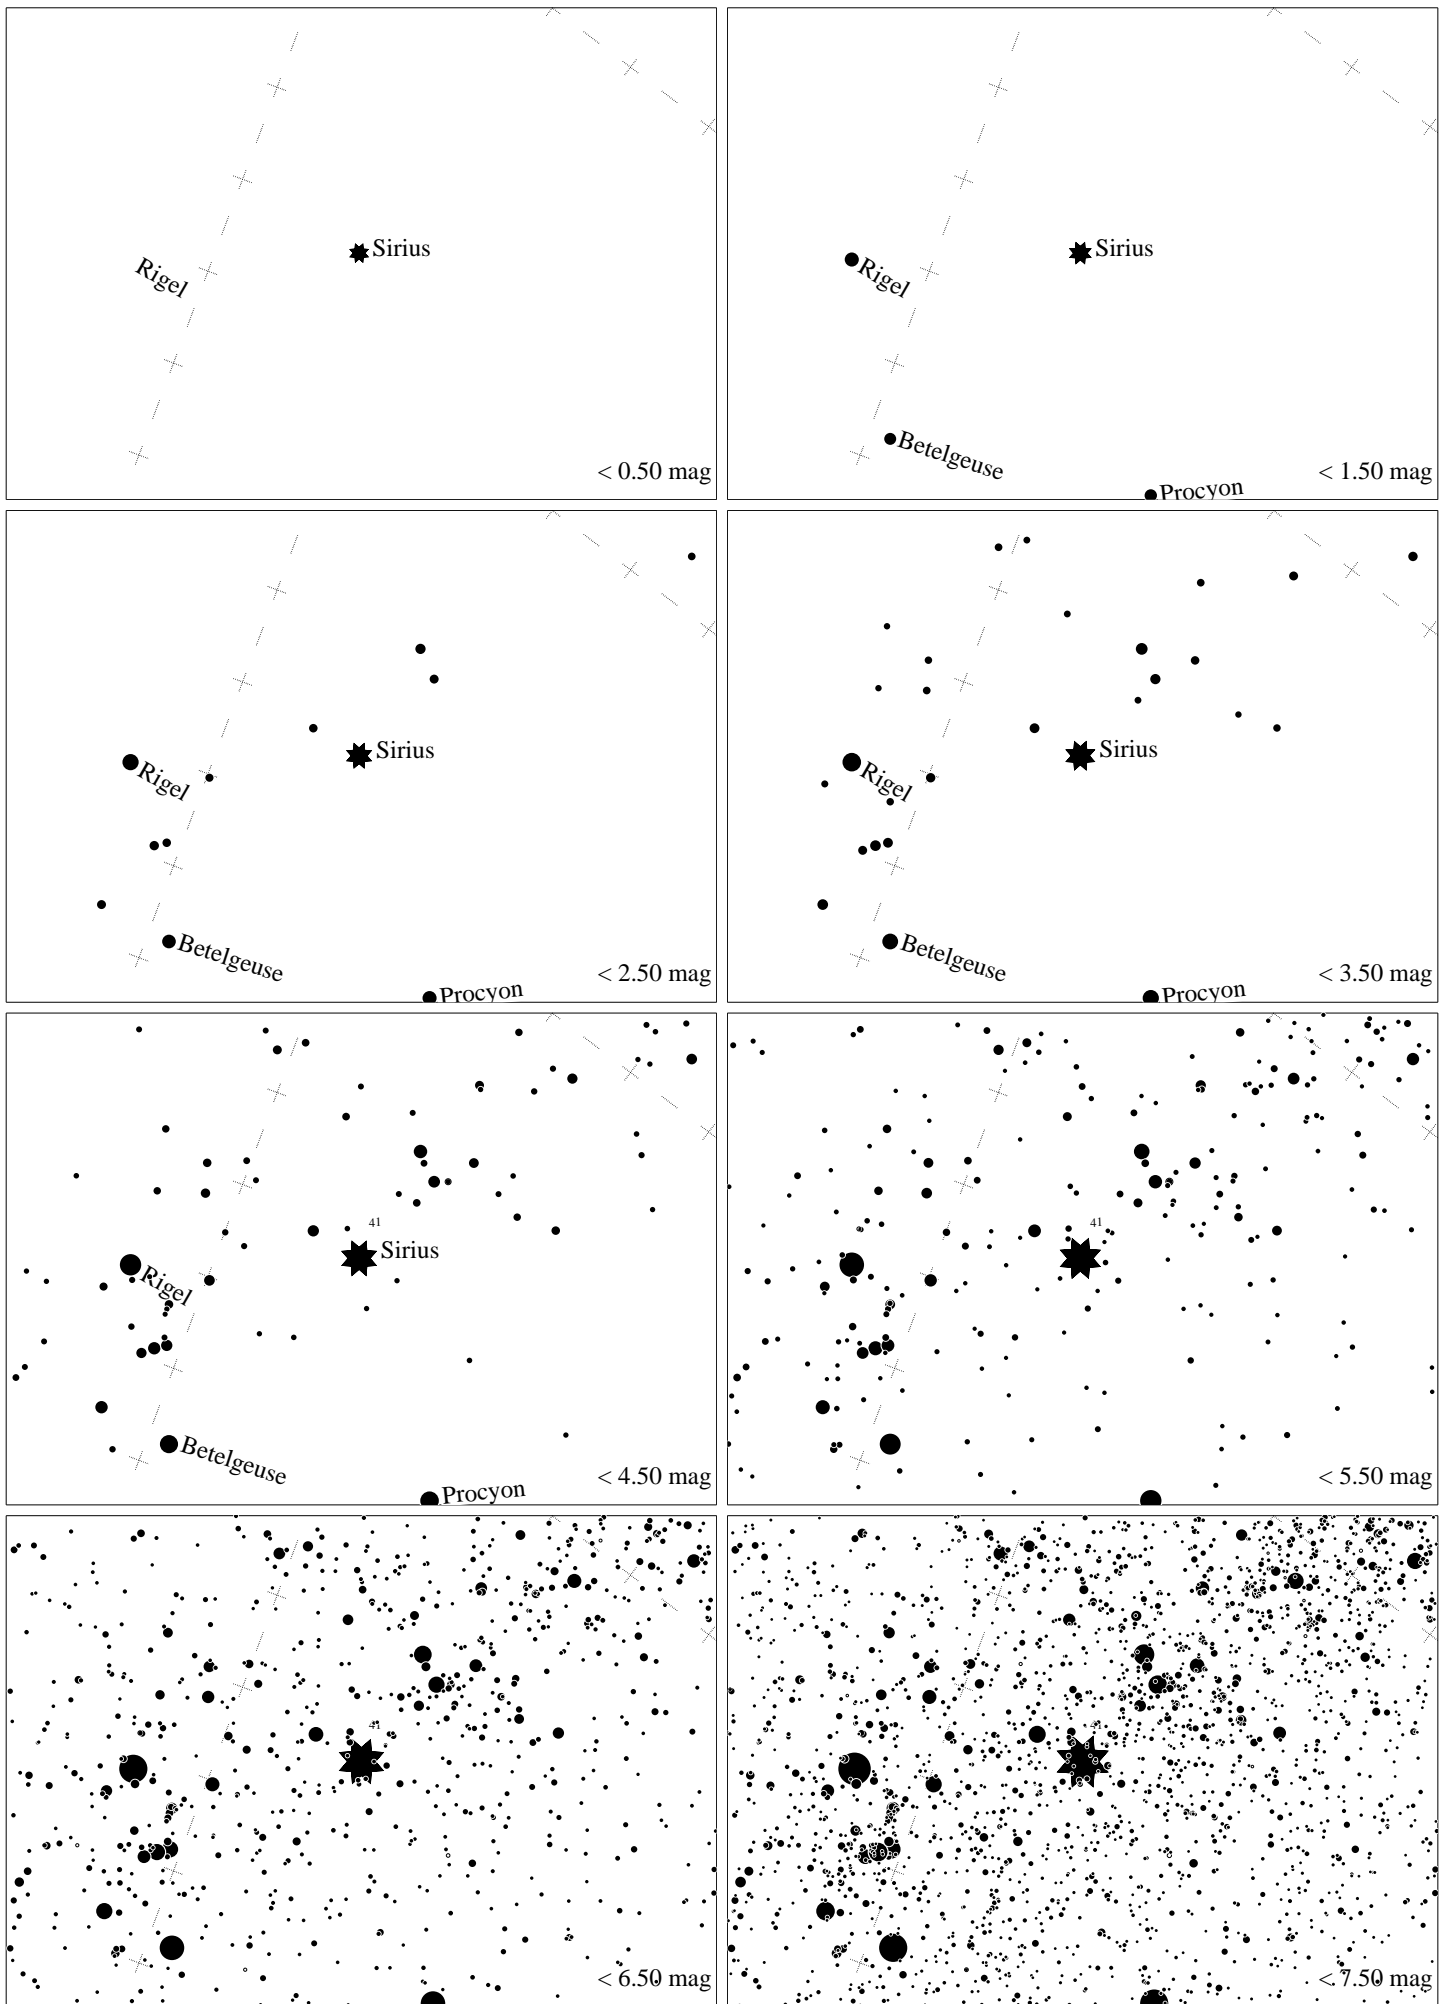 Sirius
Rigel
< 0.50 mag
Sirius
Rigel
Betelgeuse
< 1.50 mag
Procyon
Sirius
Rigel
Betelgeuse
< 2.50 mag
Procyon
Sirius
Rigel
Betelgeuse
< 3.50 mag
Procyon
41
Sirius
Rigel
Betelgeuse
< 4.50 mag
Procyon
41
< 5.50 mag
41
< 6.50 mag
41
< 7.50 mag